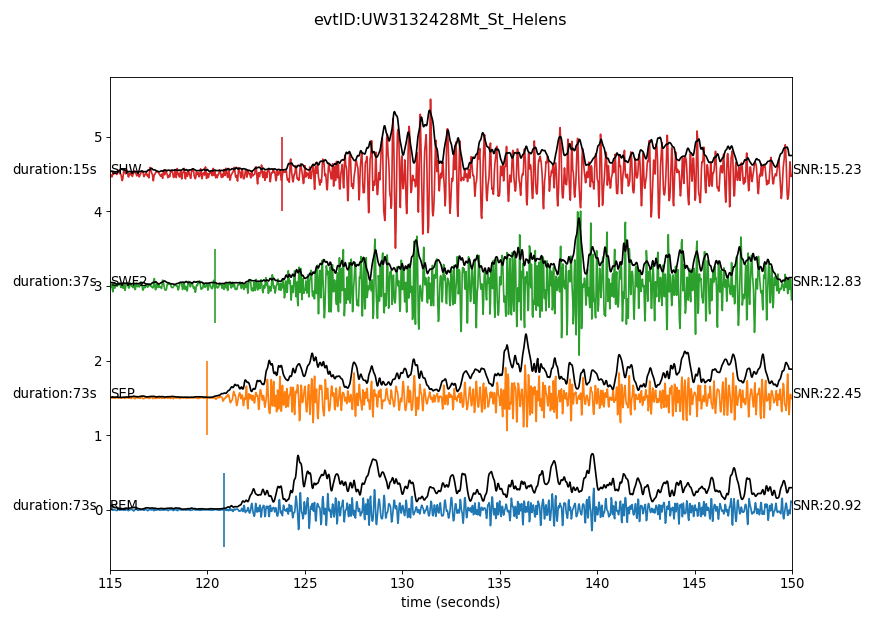 evtID:UW3132428Mt_St_Helens
5
duration:15s SHW SNR:15.23
4
duration:37s SWF2 SNR:12.83
3
2
duration:73s SEP SNR:22.45
1
duration:73s REM SNR:20.92
0
115 120 125 130 135 140 145 150
time (seconds)